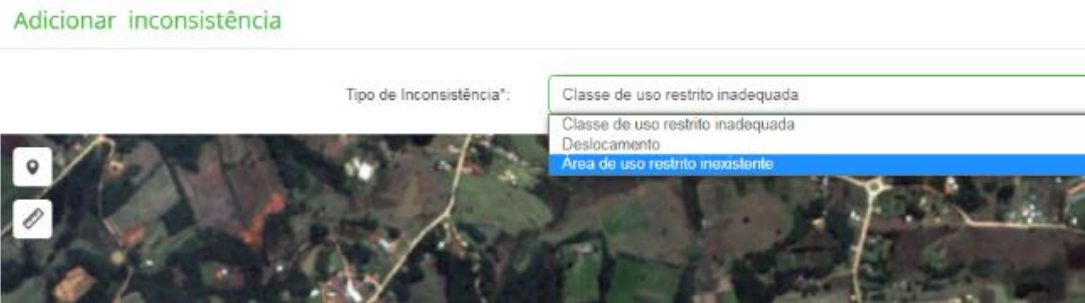 Adicionar inconsistência
Tipo de Inconsistência*: Classe de uso restrito inadequada
Classe de uso restrito inadequada
Deslocamento
Área de uso restrito inexistente